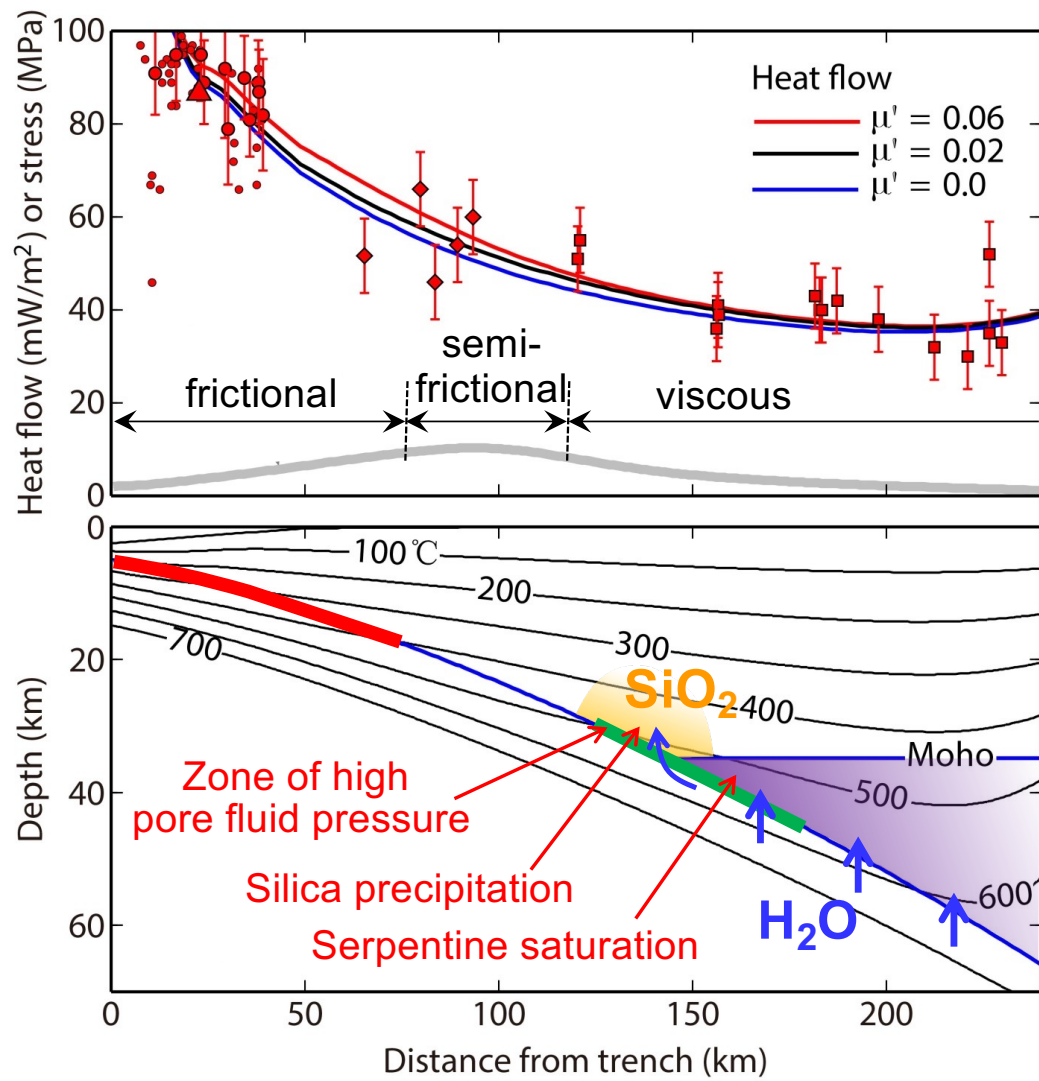 Heat flow (mW/m²) or stress (MPa)
100
80
60
40
20
0
Heat flow
μ' = 0.06
μ' = 0.02
μ' = 0.0
frictional
semi-
frictional
viscous
Depth (km)
0
20
40
60
100℃
200
300
400
500
600
700
SiO₂
Moho
Zone of high
pore fluid pressure
Silica precipitation
Serpentine saturation
H₂O
0
50
100
150
200
Distance from trench (km)